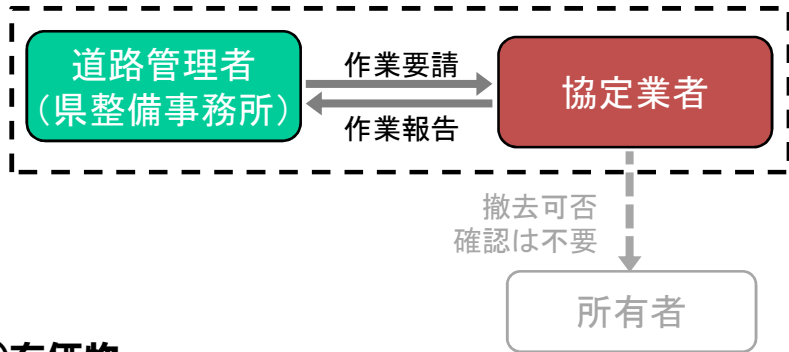 道路管理者
（県整備事務所）
作業要請
作業報告
協定業者
撤去可否
確認は不要
所有者